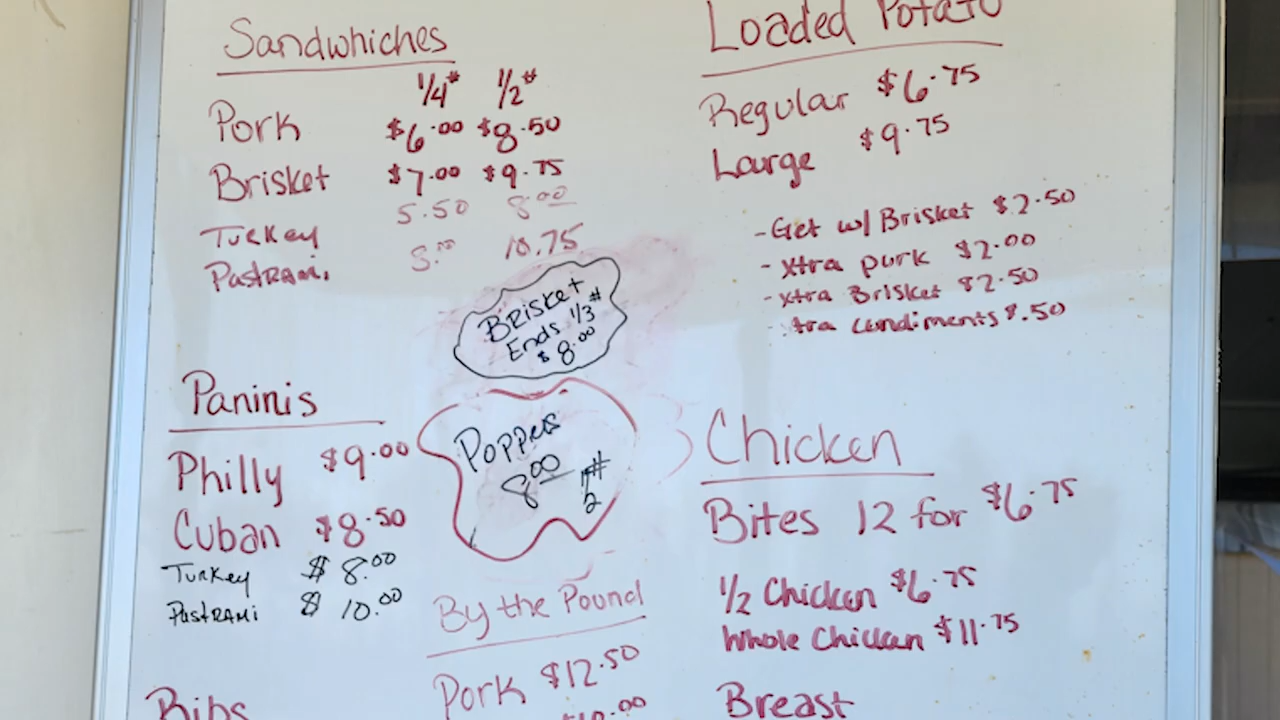 Sandwhiches
1/4# 1/2#
Pork $6.00 $8.50
Brisket $7.00 $9.75
Turkey 5.50 8.00
Pastrami 8.00 10.75
Brisket
Ends 1/3#
$8.00
Paninis
Philly $9.00
Cuban $8.50
Turkey $8.00
Pastrami $10.00
Poppers
8.00 1/2#
By the Pound
Pork $12.50
Ribs
Loaded Potato
Regular $6.75
Large $9.75
- Get w/ Brisket $2.50
- xtra pork $2.00
- xtra Brisket $2.50
tra condiments $.50
Chicken
Bites 12 for $6.75
1/2 Chicken $6.75
Whole Chicken $11.75
Breast